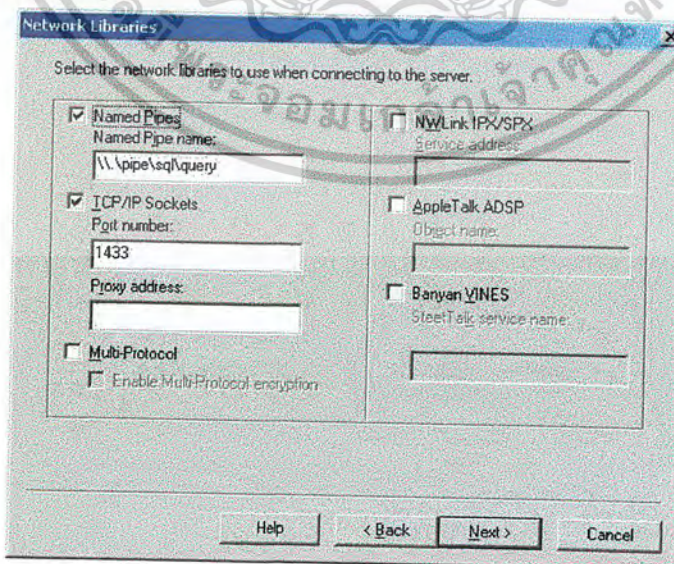 Network Libraries
Select the network libraries to use when connecting to the server.
Named Pipes
Named Pipe name:
\\.\pipe\sql\query
TCP/IP Sockets
Port number:
1433
Proxy address:
Multi-Protocol
Enable Multi-Protocol encryption
NWLink IPX/SPX
Service address:
AppleTalk ADSP
Object name:
Banyan VINES
SteetTalk service name:
Help
< Back
Next >
Cancel